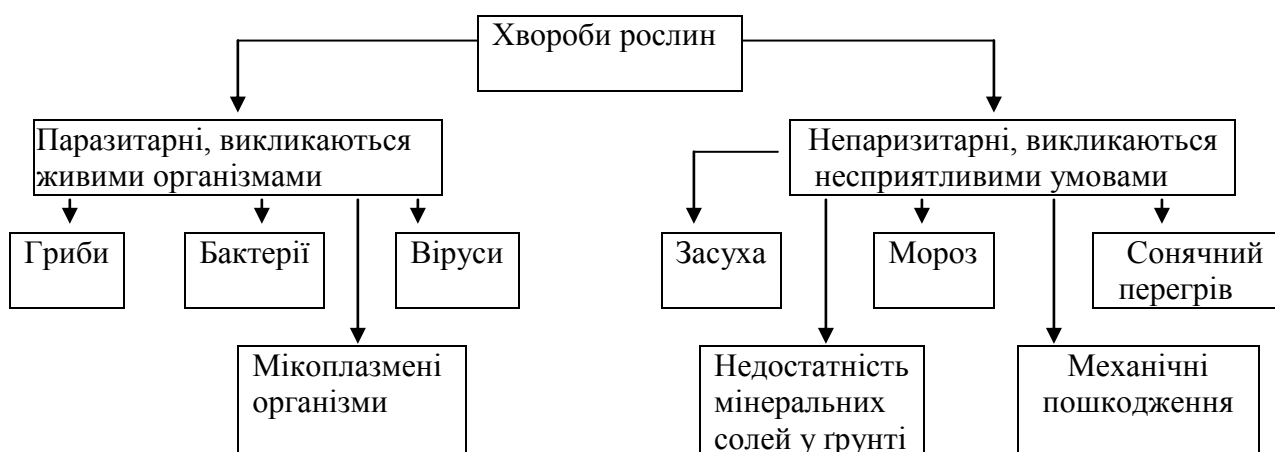 Хвороби рослин
Паразитарні, викликаються
живими організмами
Непаризитарні, викликаються
несприятливими умовами
Гриби
Бактерії
Віруси
Засуха
Мороз
Сонячний
перегрів
Мікоплазмені
організми
Недостатність
мінеральних
солей у ґрунті
Механічні
пошкодження